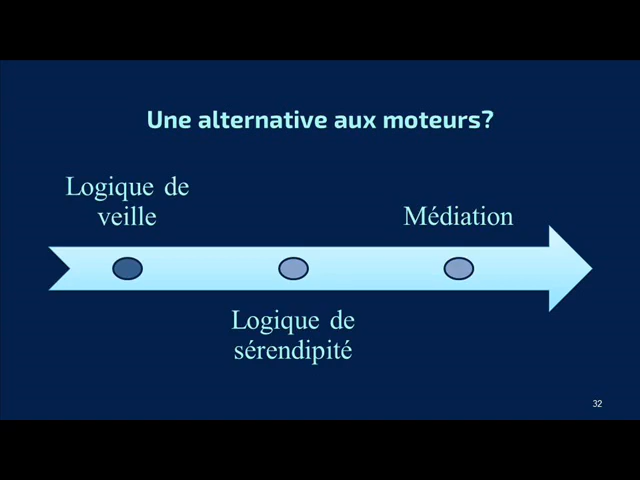 Une alternative aux moteurs?
Logique de
veille
Médiation
Logique de
sérendipité
32